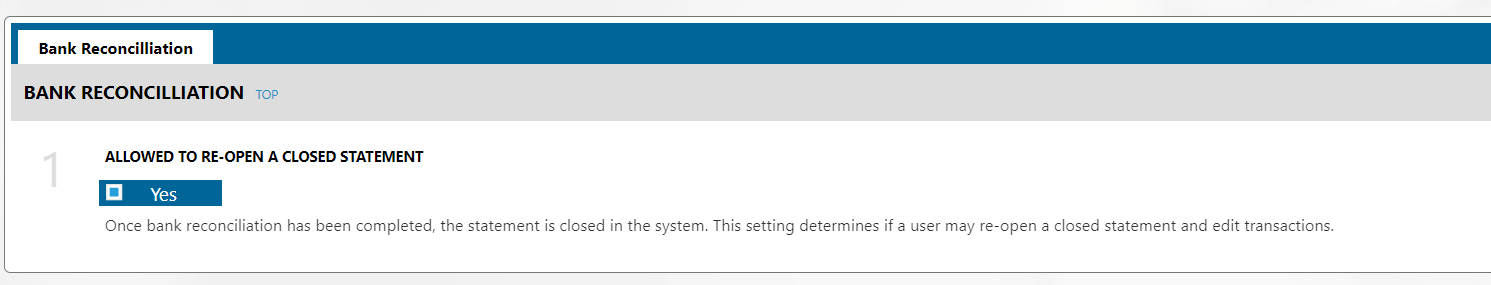 Bank Reconcilliation
BANK RECONCILLIATION TOP
1
ALLOWED TO RE-OPEN A CLOSED STATEMENT
Yes
Once bank reconciliation has been completed, the statement is closed in the system. This setting determines if a user may re-open a closed statement and edit transactions.